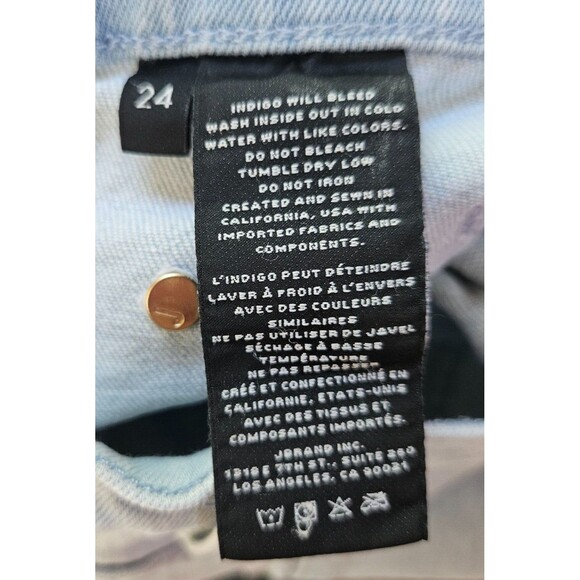 24
INDIGO WILL BLEED
WASH INSIDE OUT IN COLD
WATER WITH LIKE COLORS.
DO NOT BLEACH
TUMBLE DRY LOW
DO NOT IRON
CREATED AND SEWN IN
CALIFORNIA, USA WITH
IMPORTED FABRICS AND
COMPONENTS.
L'INDIGO PEUT DÉTEINDRE
LAVER À FROID À L'ENVERS
AVEC DES COULEURS
SIMILAIRES
NE PAS UTILISER DE JAVEL
SÉCHAGE À BASSE
TEMPÉRATURE
NE PAS REPASSER
CRÉÉ ET CONFECTIONNÉ EN
CALIFORNIE, ETATS-UNIS
AVEC DES TISSUS ET
COMPOSANTS IMPORTÉS.
JBRAND INC.
1318 E 7TH ST., SUITE 260
LOS ANGELES, CA 90021